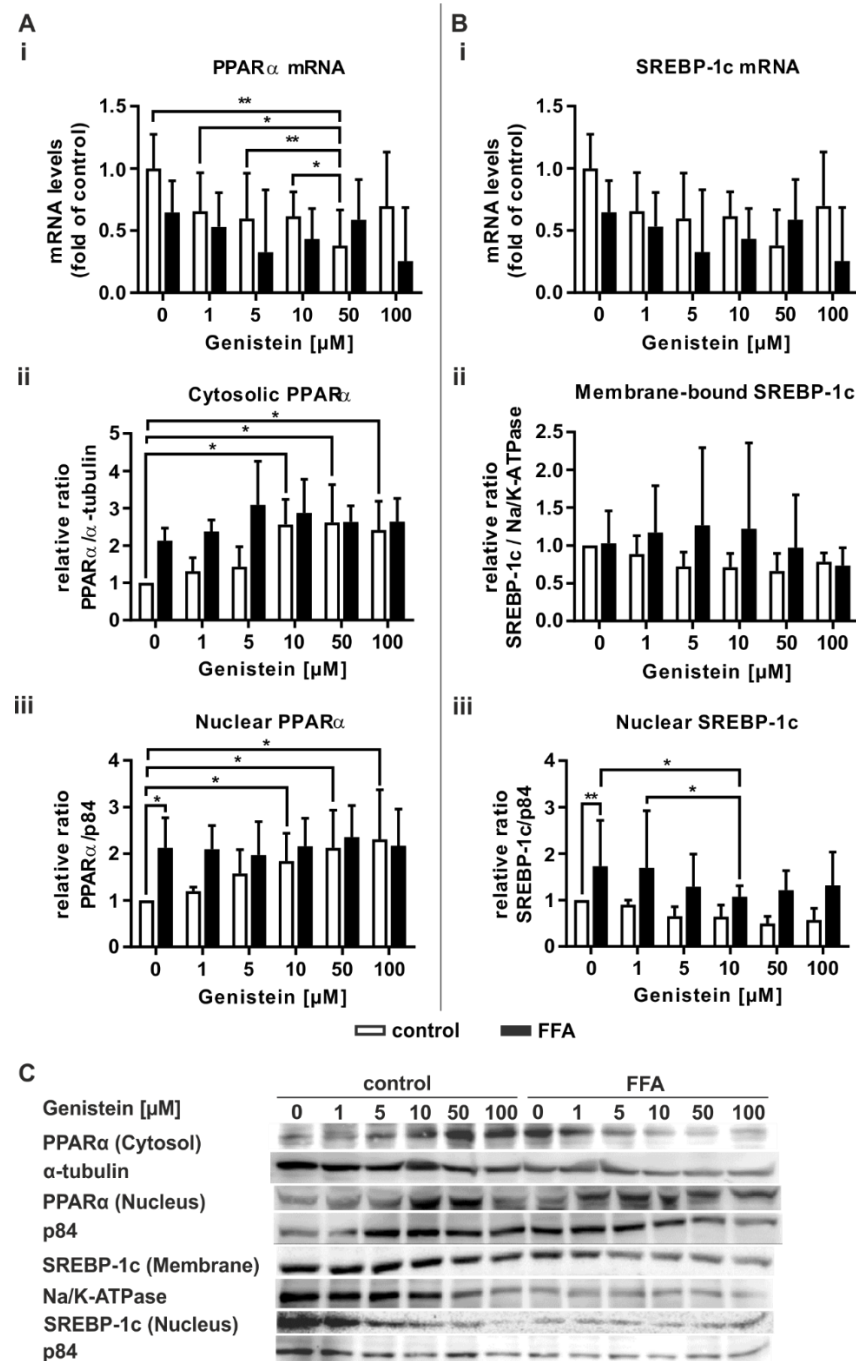 A
B
i
i
PPARα mRNA
SREBP-1c mRNA
mRNA levels
(fold of control)
1.5
1.0
0.5
0.0
**
*
**
*
0 1 5 10 50 100
Genistein [µM]
mRNA levels
(fold of control)
1.5
1.0
0.5
0.0
0 1 5 10 50 100
Genistein [µM]
ii
ii
Cytosolic PPARα
Membrane-bound SREBP-1c
relative ratio
PPARα/α-tubulin
5
4
3
2
1
0
*
*
*
0 1 5 10 50 100
Genistein [µM]
relative ratio
SREBP-1c / Na/K-ATPase
2.5
2.0
1.5
1.0
0.5
0.0
0 1 5 10 50 100
Genistein [µM]
iii
iii
Nuclear PPARα
Nuclear SREBP-1c
relative ratio
PPARα/p84
4
3
2
1
0
*
*
*
*
0 1 5 10 50 100
Genistein [µM]
relative ratio
SREBP-1c/p84
4
3
2
1
0
*
**
*
0 1 5 10 50 100
Genistein [µM]
control FFA
C
control FFA
Genistein [µM] 0 1 5 10 50 100 0 1 5 10 50 100
PPARα (Cytosol)
α-tubulin
PPARα (Nucleus)
p84
SREBP-1c (Membrane)
Na/K-ATPase
SREBP-1c (Nucleus)
p84